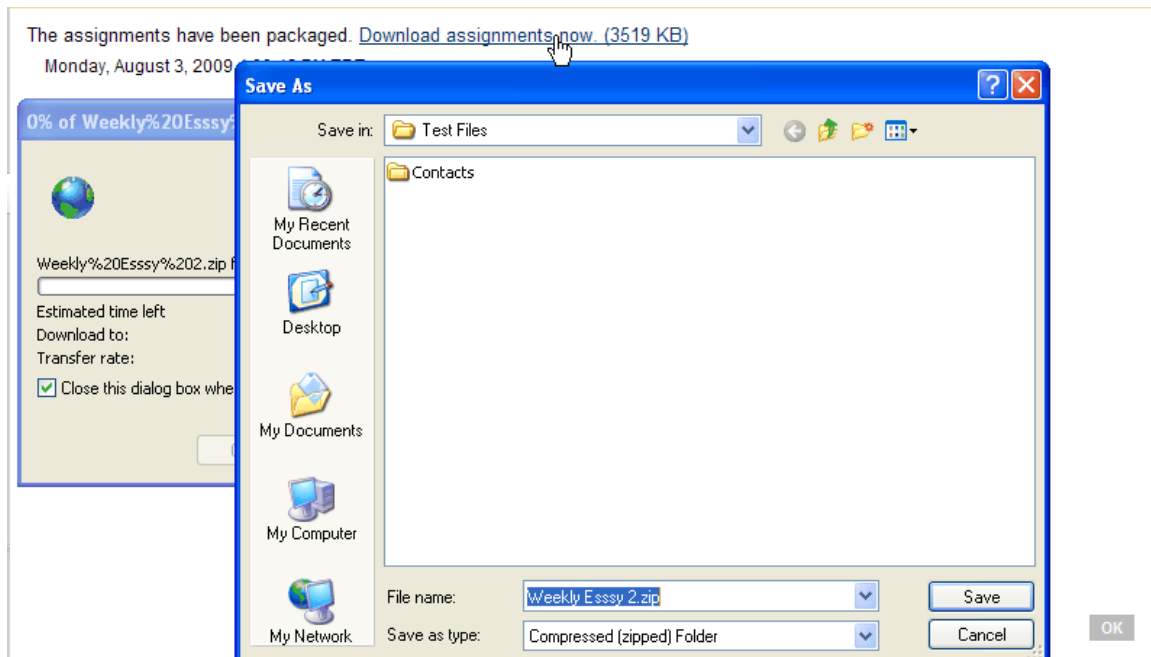 The assignments have been packaged. Download assignments now. (3519 KB)
Monday, August 3, 2009
Save As
0% of Weekly%20Esssy%
Save in:
Test Files
Contacts
My Recent
Documents
Weekly%20Esssy%202.zip f
Estimated time left
Desktop
Download to:
Transfer rate:
Close this dialog box whe
My Documents
My Computer
File name:
Weekly Esssy 2.zip
Save
My Network
Save as type:
Compressed (zipped) Folder
Cancel
OK